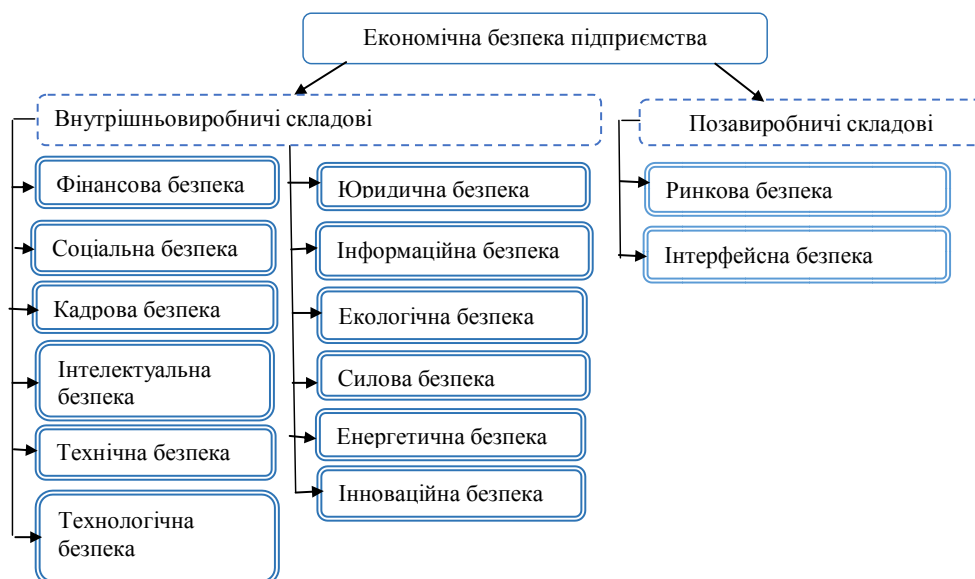 Економічна безпека підприємства
Внутрішньовиробничі складові
Фінансова безпека
Соціальна безпека
Кадрова безпека
Інтелектуальна
безпека
Технічна безпека
Технологічна
безпека
Юридична безпека
Інформаційна безпека
Екологічна безпека
Силова безпека
Енергетична безпека
Інноваційна безпека
Позавиробничі складові
Ринкова безпека
Інтерфейсна безпека